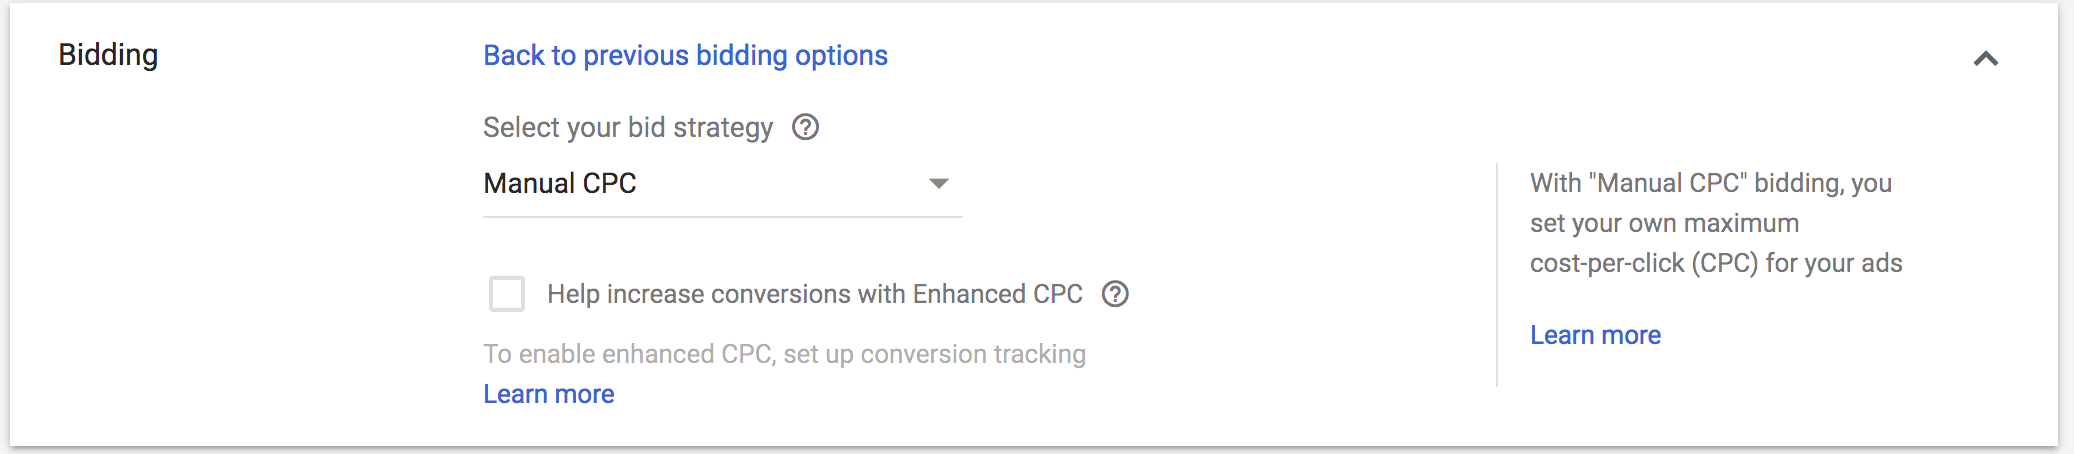 Bidding
Back to previous bidding options
Select your bid strategy
Manual CPC
Help increase conversions with Enhanced CPC
To enable enhanced CPC, set up conversion tracking
Learn more
With "Manual CPC" bidding, you
set your own maximum
cost-per-click (CPC) for your ads
Learn more